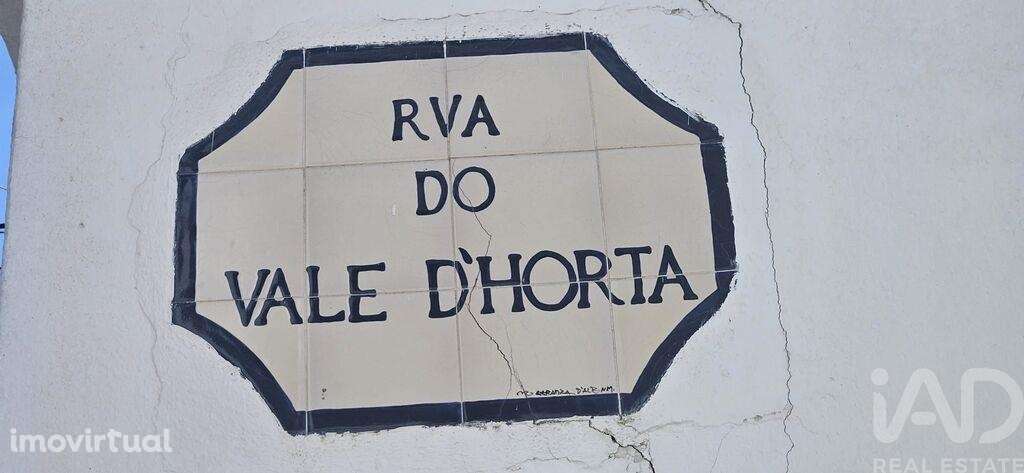 RVA
DO
VALE D'HORTA
imovirtual
iAD
REAL ESTATE